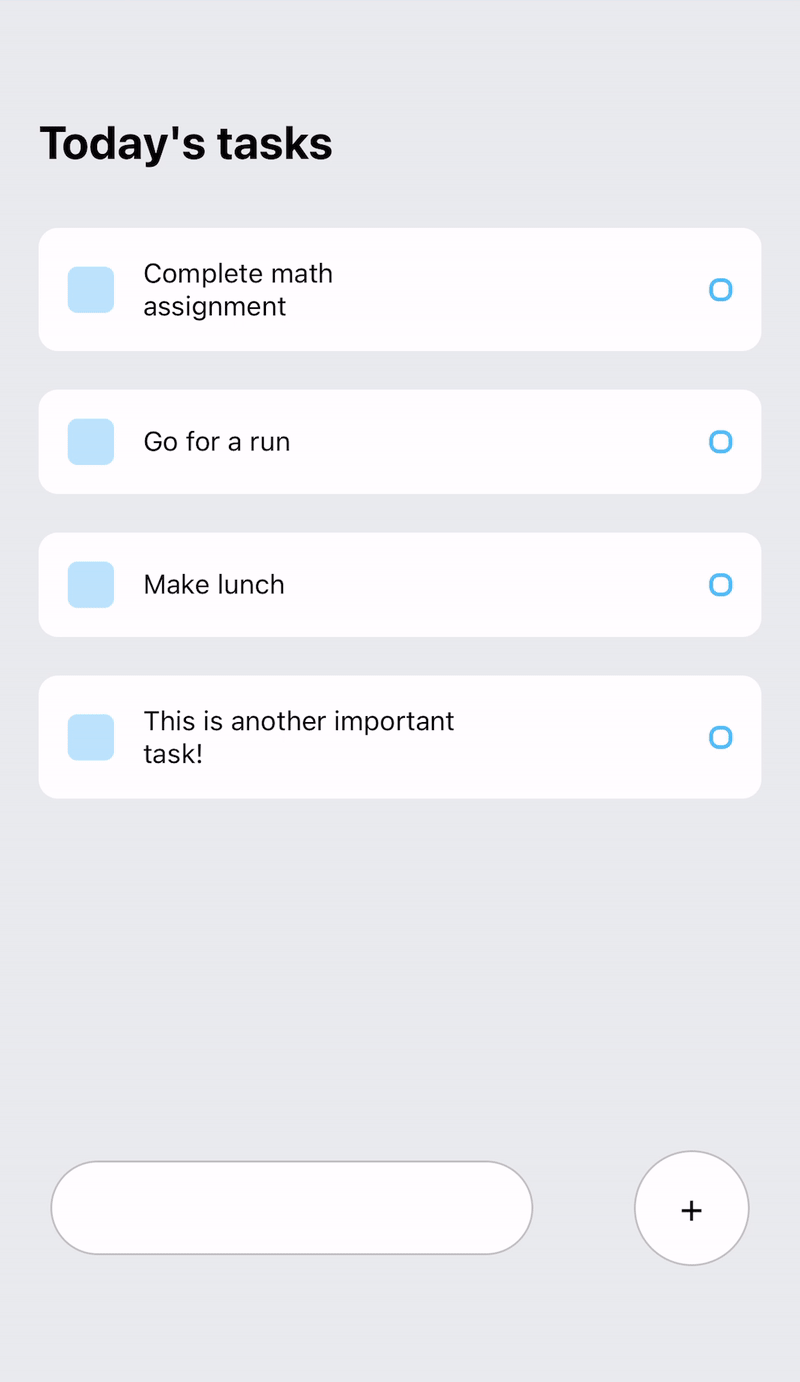 Today's tasks
Complete math
assignment
Go for a run
Make lunch
This is another important
task!
+